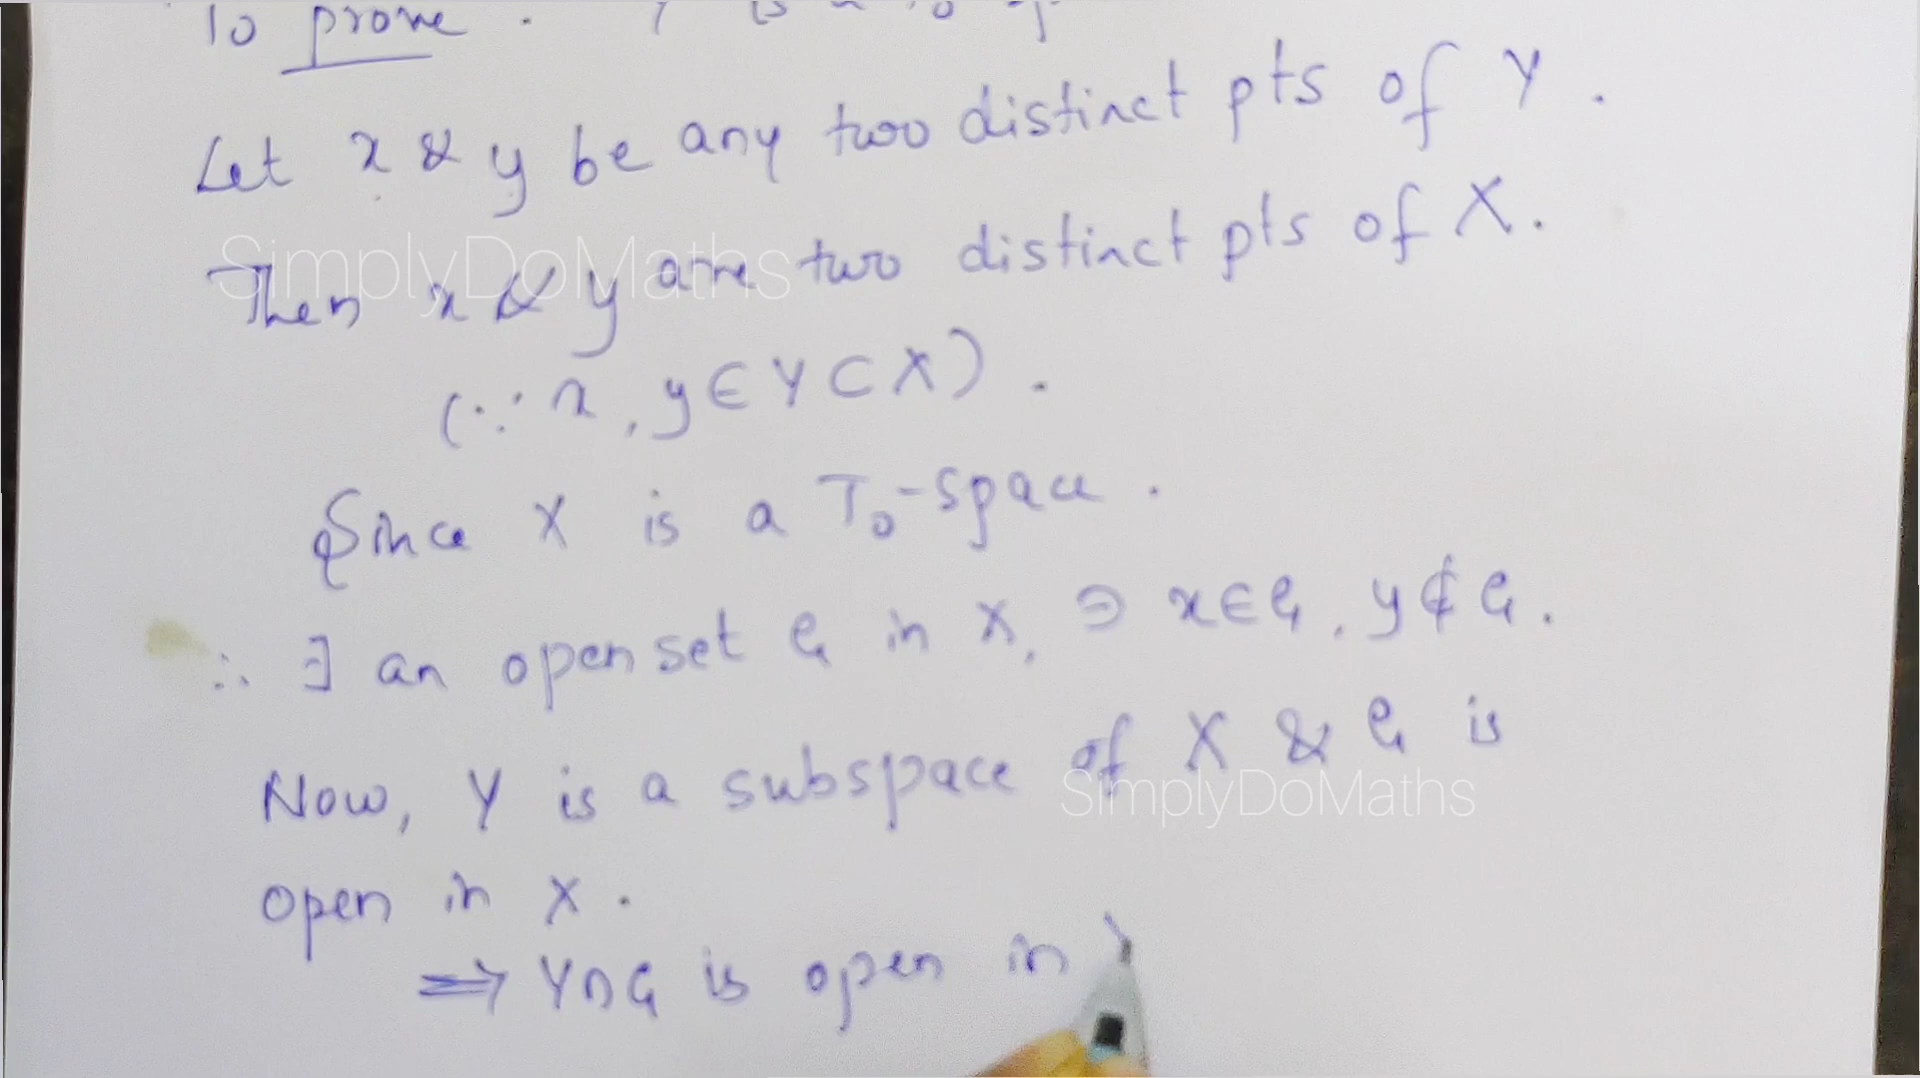 To prove :
Let x & y be any two distinct pts of Y .
Then x & y are two distinct pts of X.
(∵ x, y ∈ Y ⊂ X) .
Since X is a T₀-space .
∴ ∃ an open set G in X, ∋ x∈G, y∉G.
Now, Y is a subspace of X & G is
open in X .
⇒ Y∩G is open in
SimplyDoMaths
SimplyDoMaths